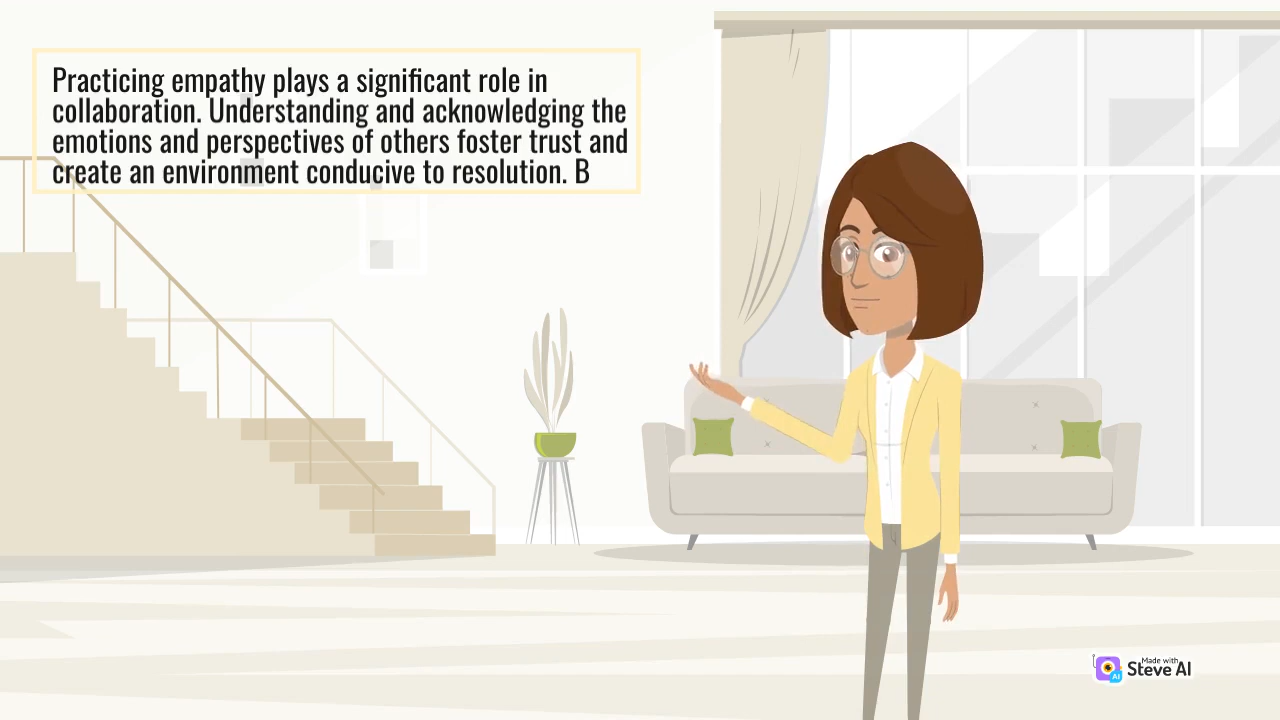 Practicing empathy plays a significant role in
collaboration. Understanding and acknowledging the
emotions and perspectives of others foster trust and
create an environment conducive to resolution. B
Made with
Steve AI
AI